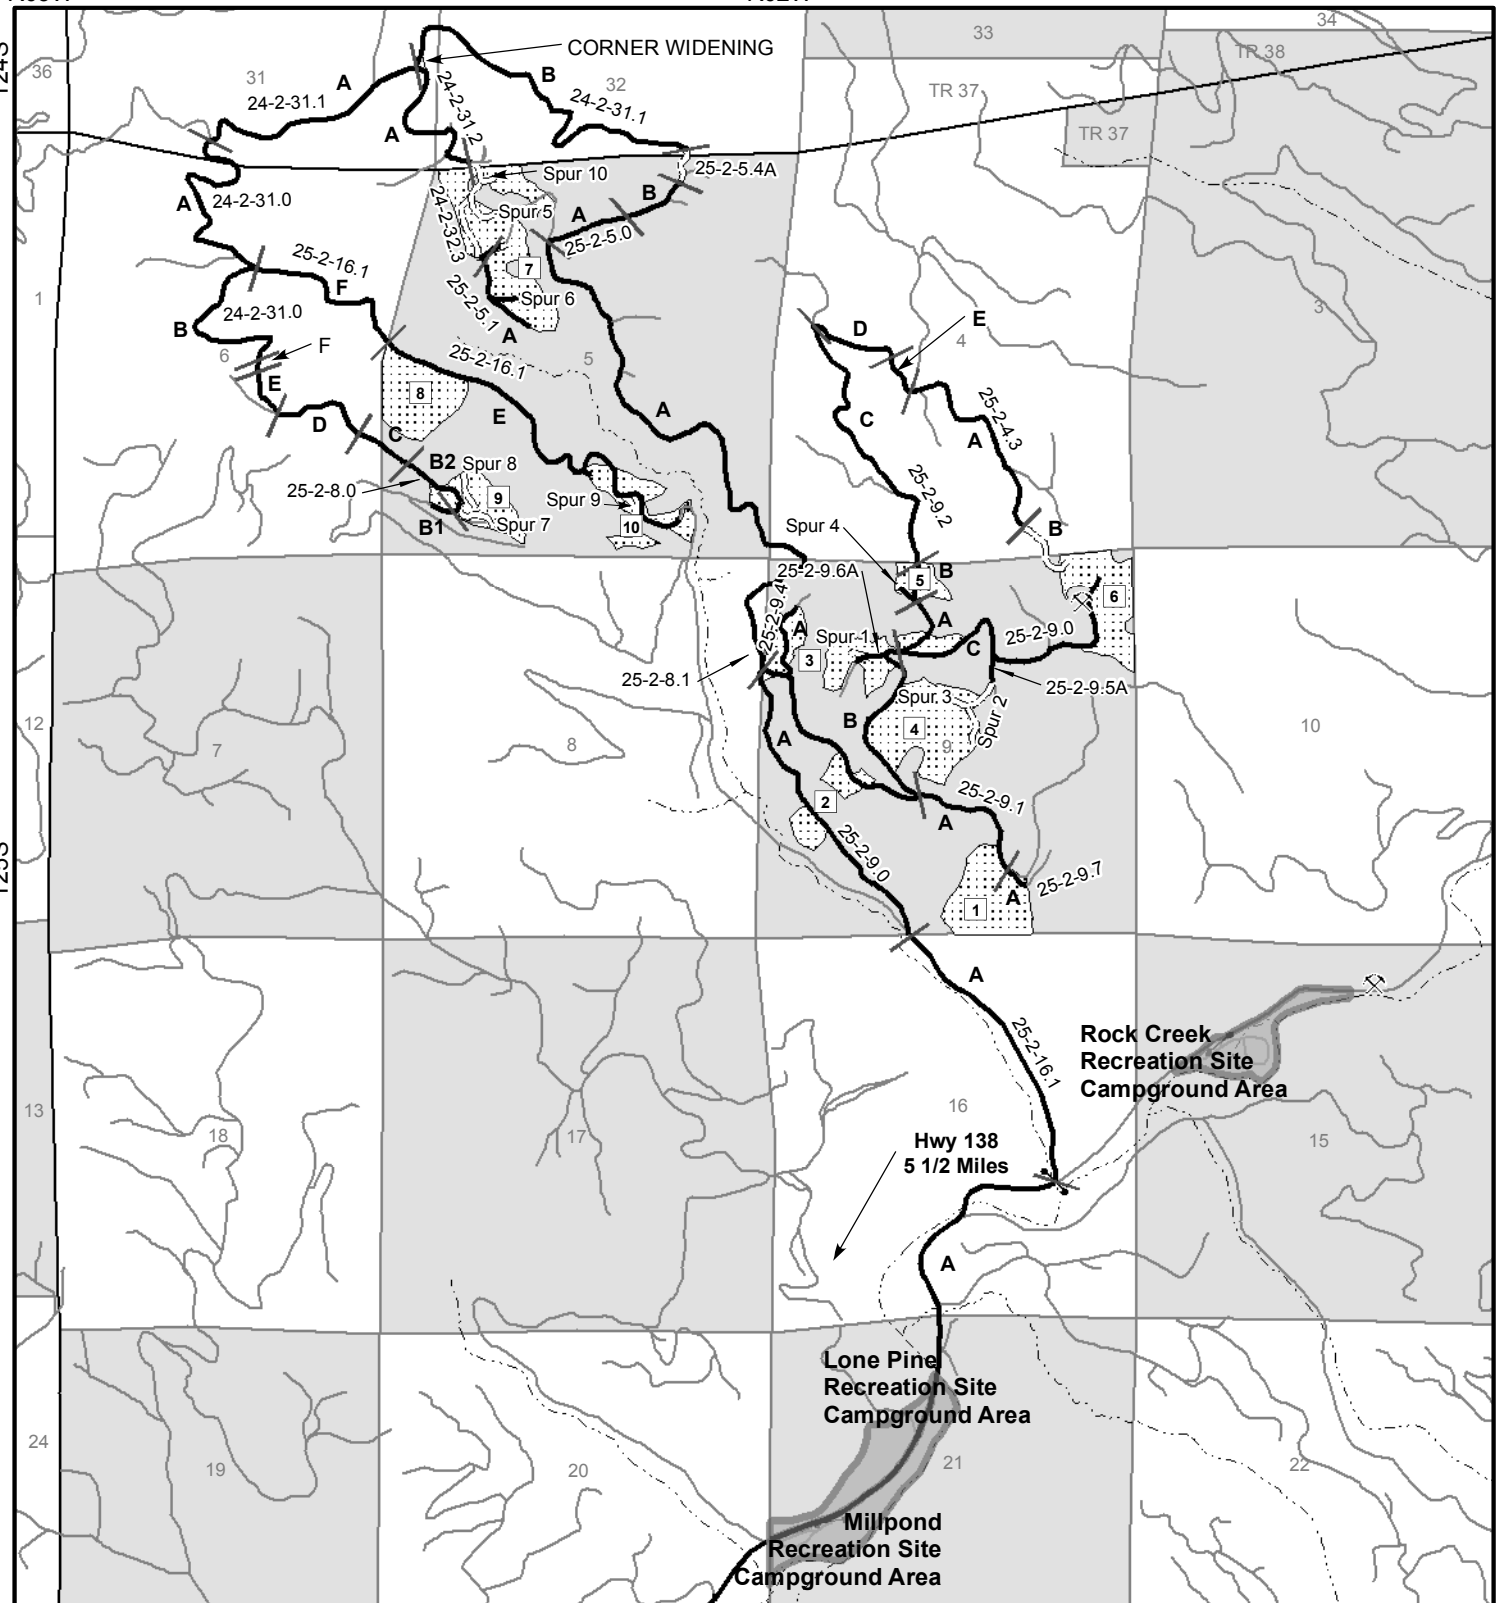 34
33
TR 38
CORNER WIDENING
36
31
A
B
32
TR 37
24-2-31.1
24-2-31.2
24-2-31.1
TR 37
A
T24S
25-2-5.4A
Spur 10
A
24-2-31.0
B
24-2-32.3
Spur 5
A
25-2-5.0
25-2-16.1
7
F
25-2-5.1
Spur 6
1
24-2-31.0
B
3
E
D
A
4
F
6
25-2-16.1
5
E
8
25-2-4.3
A
E
D
C
C
A
B2
Spur 8
25-2-8.0
9
Spur 9
25-2-9.2
B1
Spur 7
10
Spur 4
B
25-2-9.6A
B
5
6
25-2-9.4
A
A
Spur 1
25-2-9.0
C
3
25-2-8.1
25-2-9.5A
Spur 3
Spur 2
12
7
8
A
B
4
9
10
2
25-2-9.1
A
25-2-9.0
25-2-9.7
A
1
A
25-2-16.1
Rock Creek
Recreation Site
Campground Area
13
18
17
16
15
Hwy 138
5 1/2 Miles
A
Lone Pine
Recreation Site
Campground Area
24
19
20
21
22
Millpond
Recreation Site
Campground Area